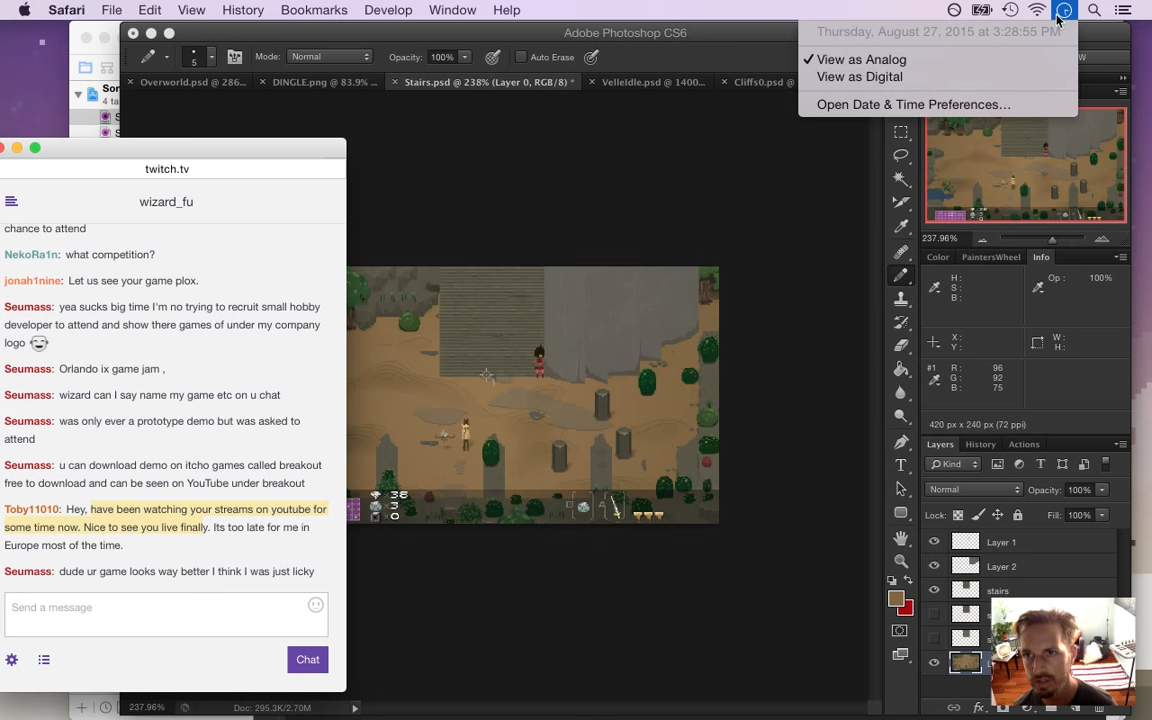 Safari File Edit View History Bookmarks Develop Window Help
Thursday, August 27, 2015 at 3:28:55 PM
View as Analog
View as Digital
Open Date & Time Preferences…
Adobe Photoshop CS6
5 Mode: Normal Opacity: 100% Auto Erase
Overworld.psd @ 286... DINGLE.png @ 83.9% ... Stairs.psd @ 238% (Layer 0, RGB/8) * VelleIdle.psd @ 1400... Cliffs0.psd @
twitch.tv
wizard_fu
chance to attend
NekoRa1n: what competition?
jonah1nine: Let us see your game plox.
Seumass: yea sucks big time I'm no trying to recruit small hobby
developer to attend and show there games of under my company
logo
Seumass: Orlando ix game jam ,
Seumass: wizard can I say name my game etc on u chat
Seumass: was only ever a prototype demo but was asked to
attend
Seumass: u can download demo on itcho games called breakout
free to download and can be seen on YouTube under breakout
Toby11010: Hey, have been watching your streams on youtube for
some time now. Nice to see you live finally. Its too late for me in
Europe most of the time.
Seumass: dude ur game looks way better I think I was just licky
Send a message
Chat
237.96%
Color PaintersWheel Info
H: Op: 100%
S:
B:
X: W:
Y: H:
#1 R: 96
G: 92
B: 75
420 px x 240 px (72 ppi)
Layers History Actions
Kind
Normal Opacity: 100%
Lock: Fill: 100%
Layer 1
Layer 2
stairs
237.96% Doc: 295.3K/2.70M